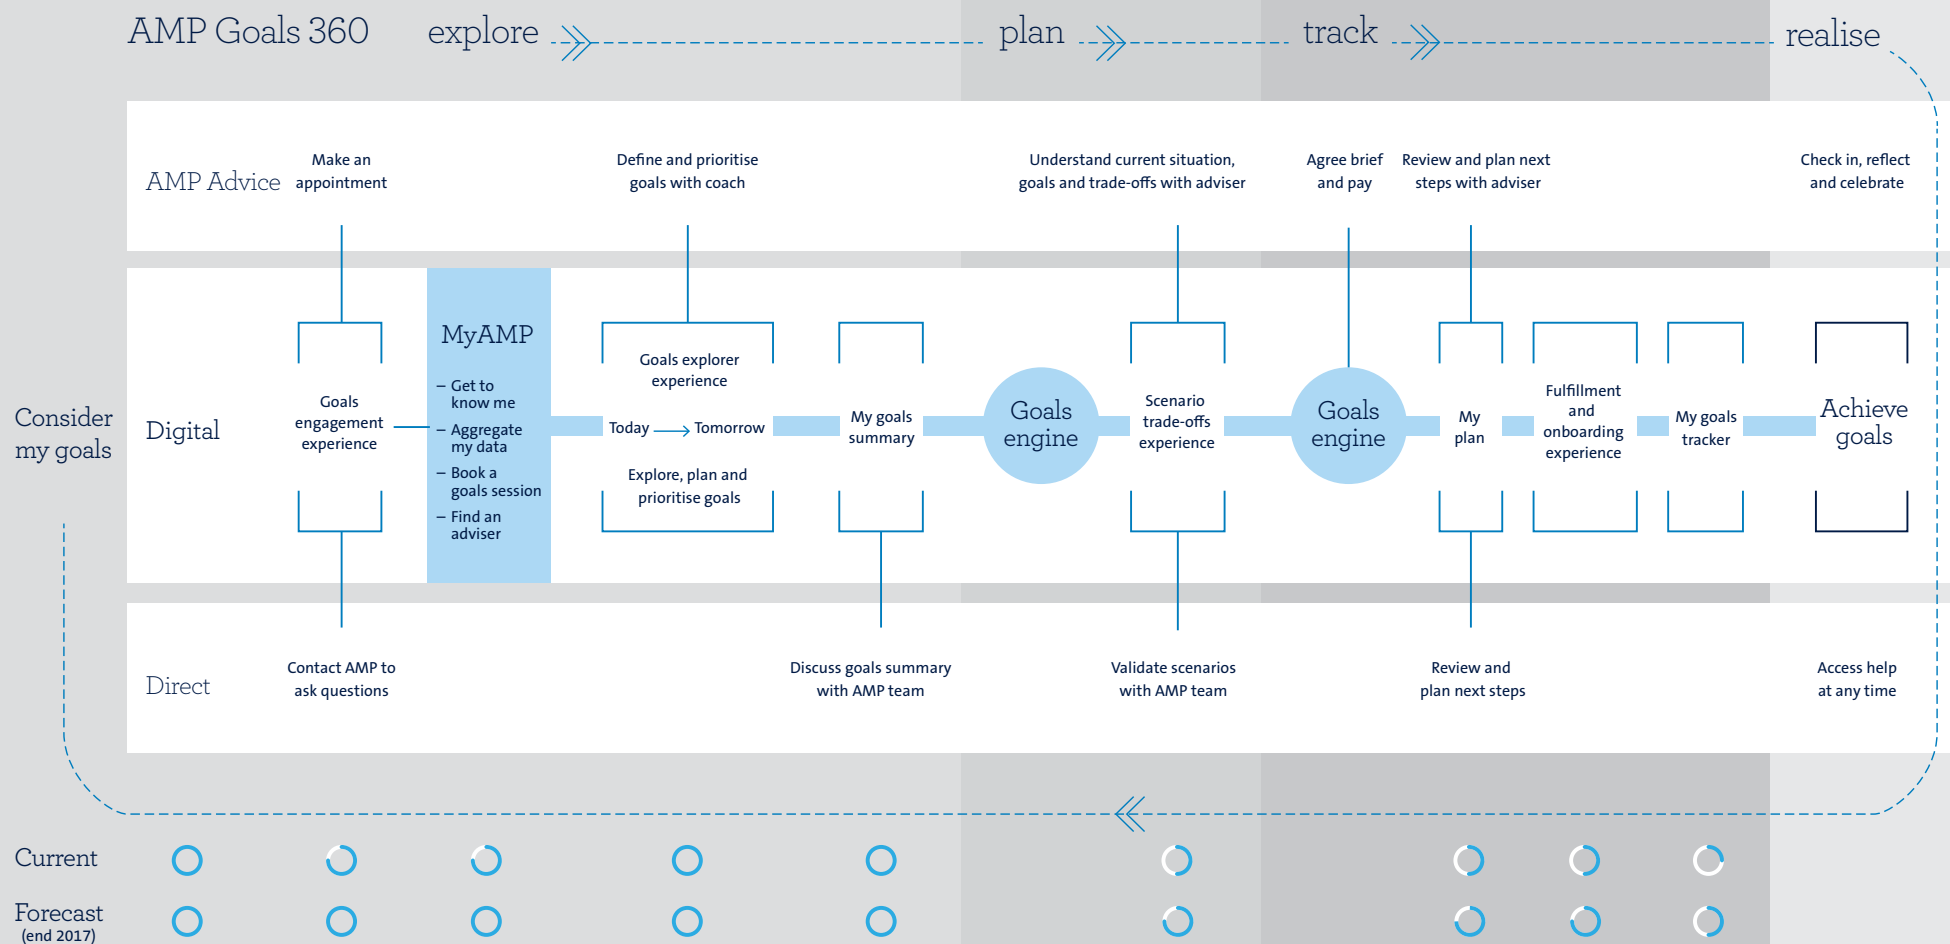 AMP Goals 360
explore
plan
track
realise
AMP Advice
Make an
appointment
Define and prioritise
goals with coach
Understand current situation,
goals and trade-offs with adviser
Agree brief
and pay
Review and plan next
steps with adviser
Check in, reflect
and celebrate
Consider
my goals
Digital
Goals
engagement
experience
MyAMP
– Get to
know me
– Aggregate
my data
– Book a
goals session
– Find an
adviser
Goals explorer
experience
Today
Tomorrow
Explore, plan and
prioritise goals
My goals
summary
Goals
engine
Scenario
trade-offs
experience
Goals
engine
My
plan
Fulfillment
and
onboarding
experience
My goals
tracker
Achieve
goals
Direct
Contact AMP to
ask questions
Discuss goals summary
with AMP team
Validate scenarios
with AMP team
Review and
plan next steps
Access help
at any time
Current
Forecast
(end 2017)